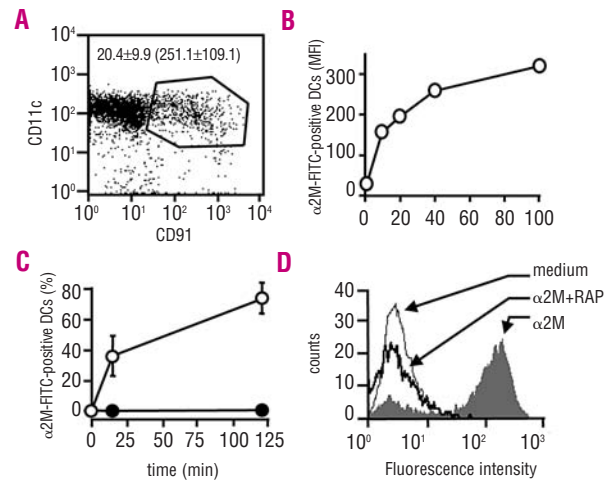 A
20.4±9.9 (251.1±109.1)
10⁴
10³
10²
10¹
10⁰
CD11c
10⁰ 10¹ 10² 10³ 10⁴
CD91
B
α2M-FITC-positive DCs (MFI)
300
200
100
0
0 20 40 60 80 100
C
α2M-FITC-positive DCs (%)
80
60
40
20
0
0 25 50 75 100 125
time (min)
D
medium
α2M+RAP
α2M
counts
40
30
20
10
0
10⁰ 10¹ 10² 10³
Fluorescence intensity